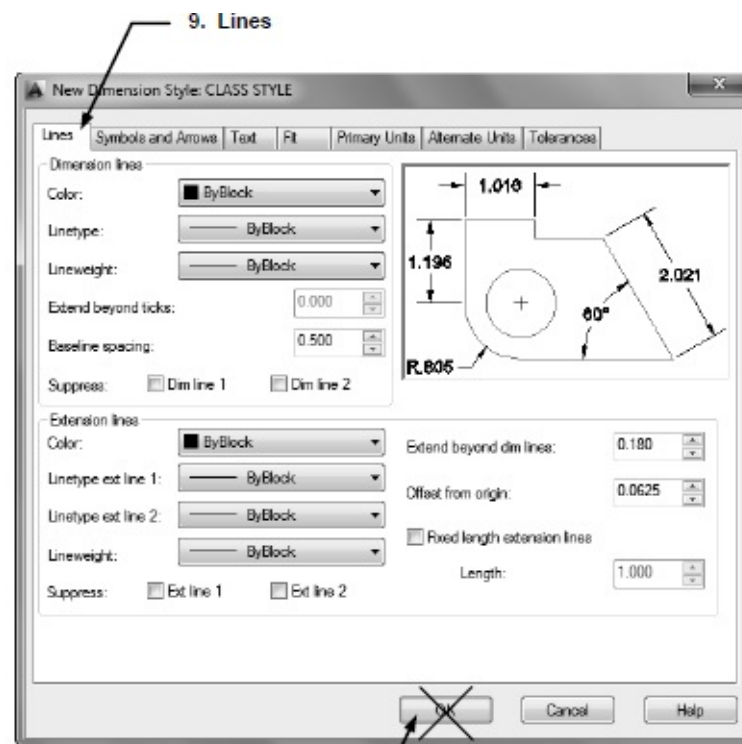 9. Lines
New Dimension Style: CLASS STYLE
Lines
Symbols and Arrows
Text
Fit
Primary Units
Alternate Units
Tolerances
Dimension lines
Color:
ByBlock
Linetype:
ByBlock
Lineweight:
ByBlock
Extend beyond ticks:
0.000
Baseline spacing:
0.500
Suppress:
Dim line 1
Dim line 2
1.016
1.196
2.021
60°
R.805
Extension lines
Color:
ByBlock
Linetype ext line 1:
ByBlock
Linetype ext line 2:
ByBlock
Lineweight:
ByBlock
Suppress:
Ext line 1
Ext line 2
Extend beyond dim lines:
0.180
Offset from origin:
0.0625
Fixed length extension lines
Length:
1.000
OK
Cancel
Help